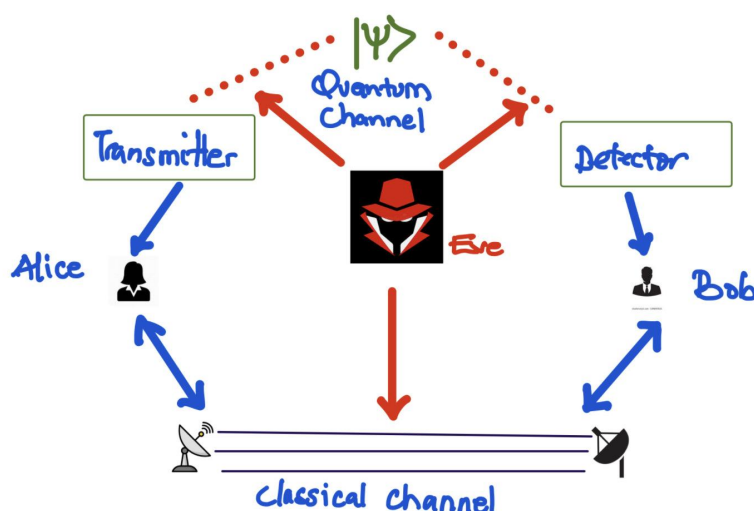 |Ψ>
Quantum
Channel
Transmitter
Detector
Eve
Alice
Bob
Classical Channel